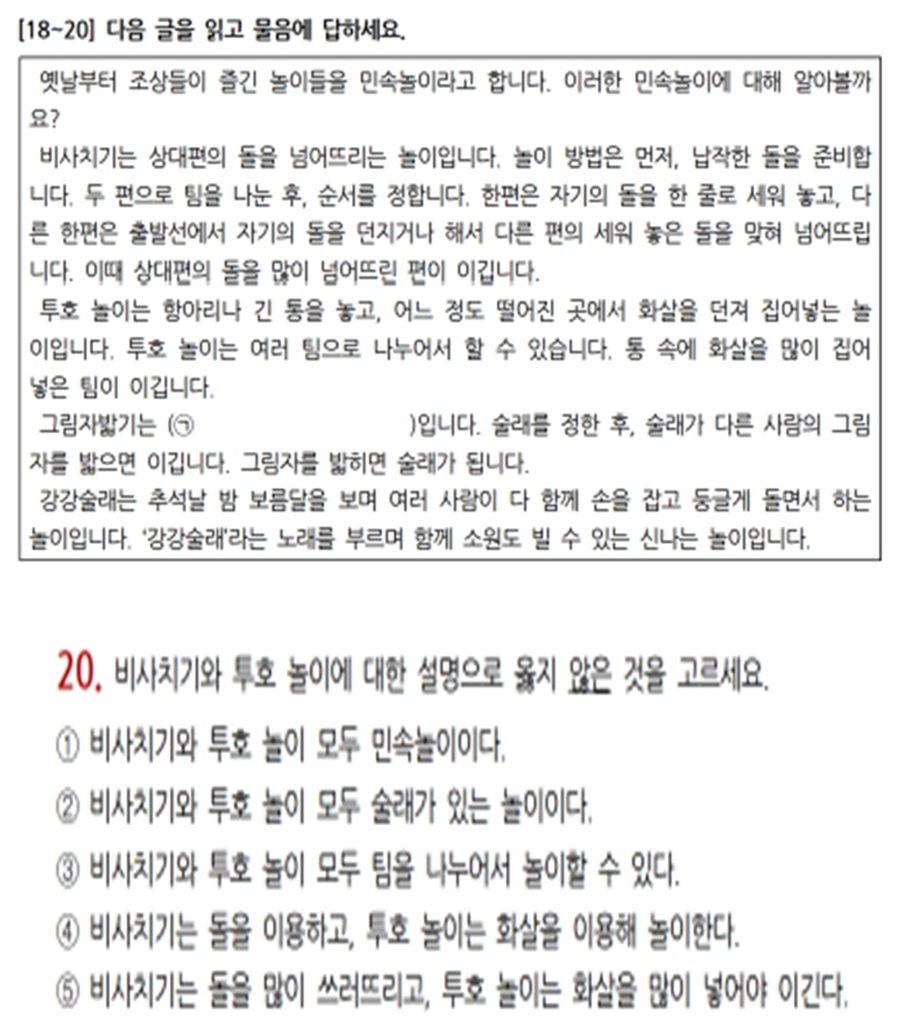 [18~20] 다음 글을 읽고 물음에 답하세요.
옛날부터 조상들이 즐긴 놀이들을 민속놀이라고 합니다. 이러한 민속놀이에 대해 알아볼까
요?
비사치기는 상대편의 돌을 넘어뜨리는 놀이입니다. 놀이 방법은 먼저, 납작한 돌을 준비합
니다. 두 편으로 팀을 나눈 후, 순서를 정합니다. 한편은 자기의 돌을 한 줄로 세워 놓고, 다
른 한편은 출발선에서 자기의 돌을 던지거나 해서 다른 편의 세워 놓은 돌을 맞혀 넘어뜨립
니다. 이때 상대편의 돌을 많이 넘어뜨린 편이 이깁니다.
투호 놀이는 항아리나 긴 통을 놓고, 어느 정도 떨어진 곳에서 화살을 던져 집어넣는 놀
이입니다. 투호 놀이는 여러 팀으로 나누어서 할 수 있습니다. 통 속에 화살을 많이 집어
넣은 팀이 이깁니다.
그림자밟기는 (㉠ )입니다. 술래를 정한 후, 술래가 다른 사람의 그림
자를 밟으면 이깁니다. 그림자를 밟히면 술래가 됩니다.
강강술래는 추석날 밤 보름달을 보며 여러 사람이 다 함께 손을 잡고 둥글게 돌면서 하는
놀이입니다. '강강술래'라는 노래를 부르며 함께 소원도 빌 수 있는 신나는 놀이입니다.
20. 비사치기와 투호 놀이에 대한 설명으로 옳지 않은 것을 고르세요.
① 비사치기와 투호 놀이 모두 민속놀이이다.
② 비사치기와 투호 놀이 모두 술래가 있는 놀이이다.
③ 비사치기와 투호 놀이 모두 팀을 나누어서 놀이할 수 있다.
④ 비사치기는 돌을 이용하고, 투호 놀이는 화살을 이용해 놀이한다.
⑤ 비사치기는 돌을 많이 쓰러뜨리고, 투호 놀이는 화살을 많이 넣어야 이긴다.